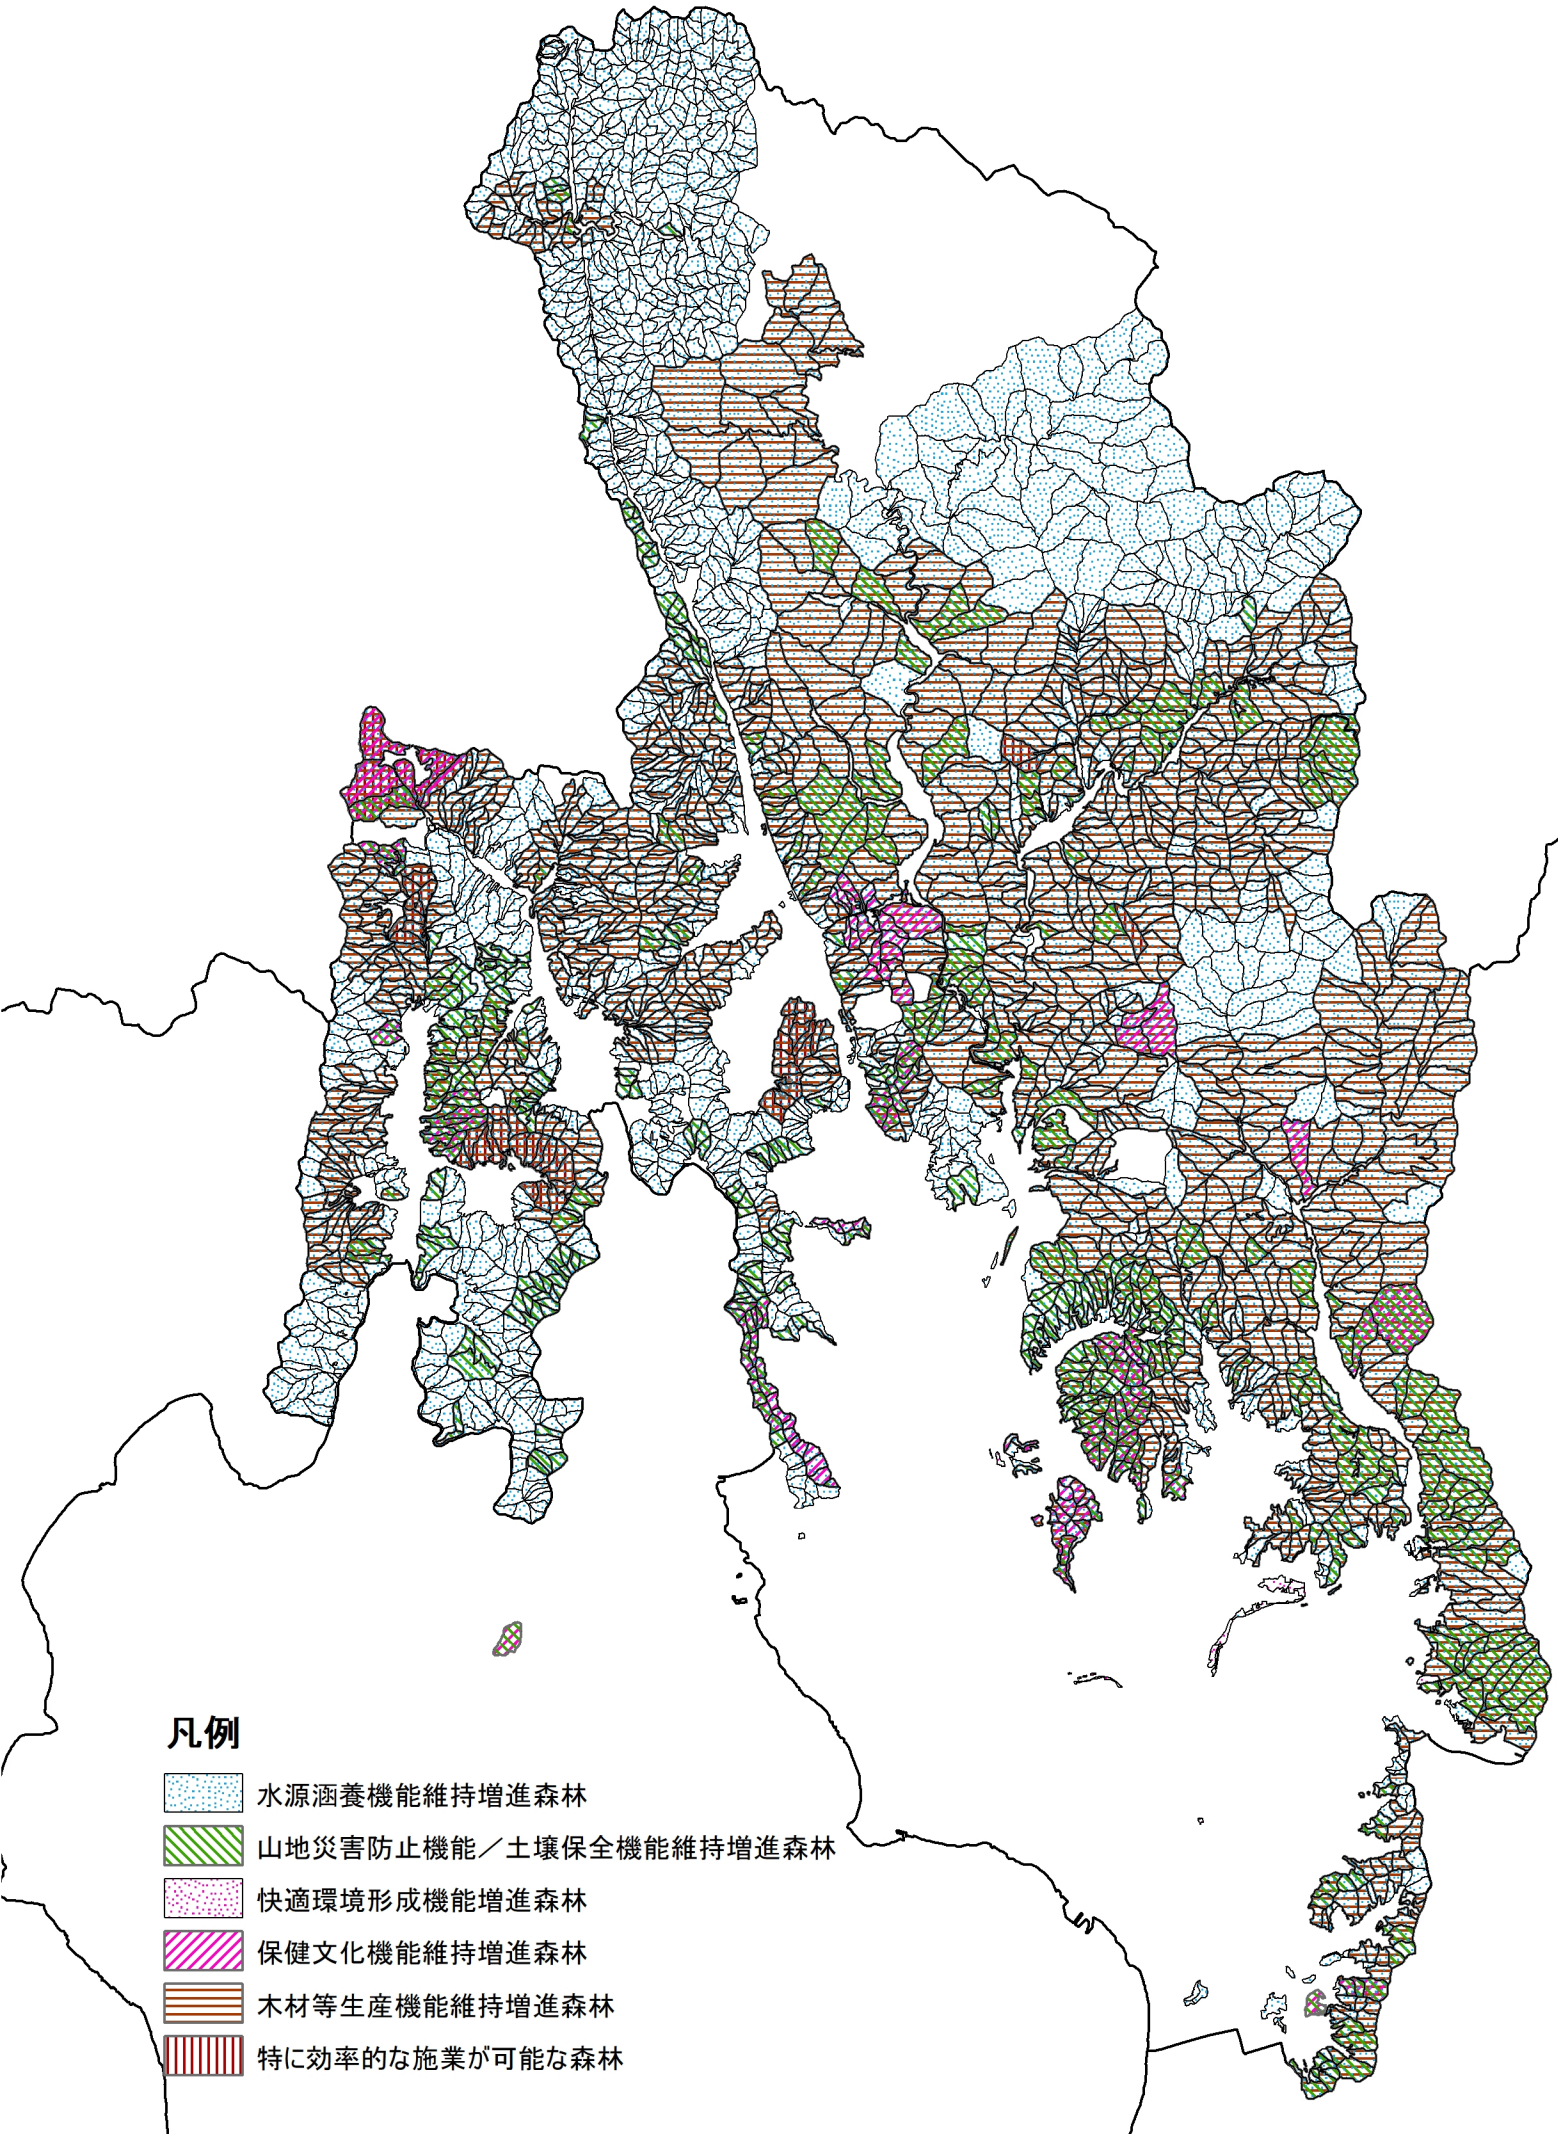 凡例
水源涵養機能維持増進森林
山地災害防止機能／土壌保全機能維持増進森林
快適環境形成機能増進森林
保健文化機能維持増進森林
木材等生産機能維持増進森林
特に効率的な施業が可能な森林